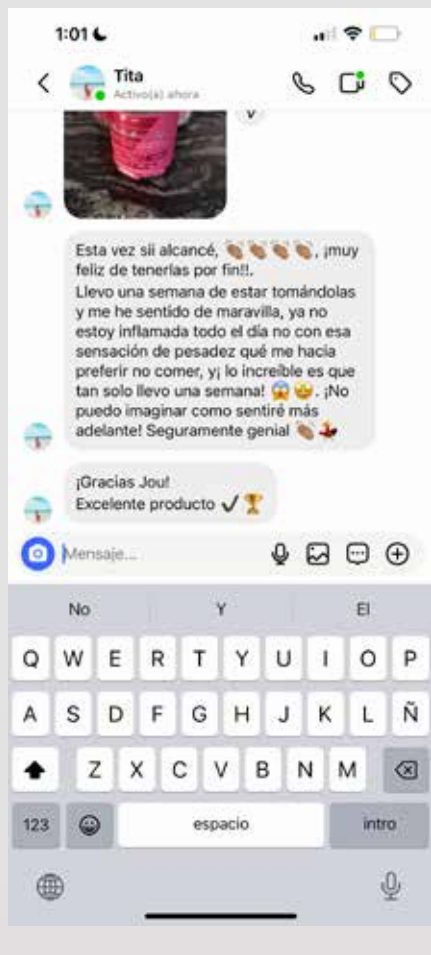 1:01
Tita
Activo(a) ahora
Esta vez sii alcancé, 👏🏽👏🏽👏🏽👏🏽, ¡muy
feliz de tenerlas por fin!!.
Llevo una semana de estar tomándolas
y me he sentido de maravilla, ya no
estoy inflamada todo el día no con esa
sensación de pesadez qué me hacia
preferir no comer, y¡ lo increíble es que
tan solo llevo una semana! 😱🤩. ¡No
puedo imaginar como sentiré más
adelante! Seguramente genial 👏🏽💃🏽
¡Gracias Jou!
Excelente producto ✔️🏆
Mensaje...
No Y El
Q W E R T Y U I O P
A S D F G H J K L Ñ
Z X C V B N M
123 espacio intro